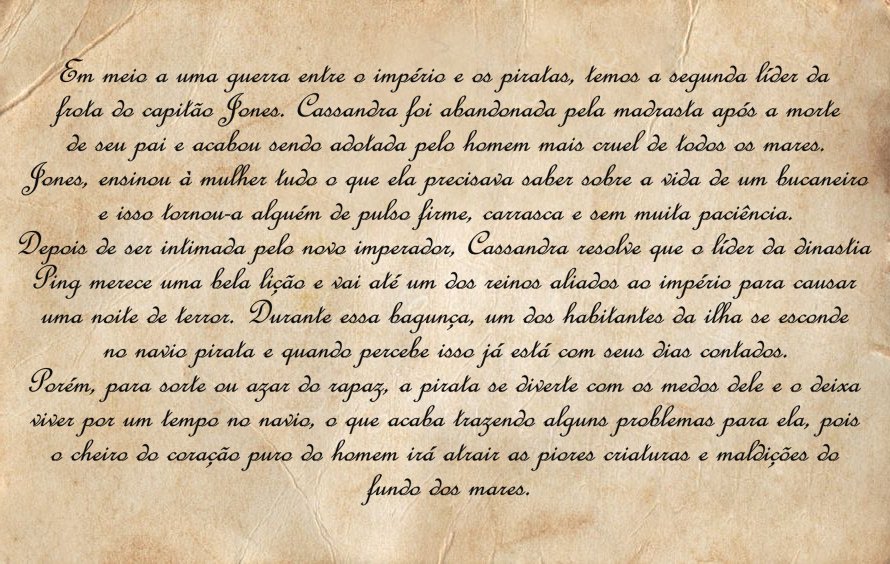 Em meio a uma guerra entre o império e os piratas, temos a segunda líder da
frota do capitão Jones. Cassandra foi abandonada pela madrasta após a morte
de seu pai e acabou sendo adotada pelo homem mais cruel de todos os mares.
Jones, ensinou à mulher tudo o que ela precisava saber sobre a vida de um bucaneiro
e isso tornou-a alguém de pulso firme, carrasca e sem muita paciência.
Depois de ser intimada pelo novo imperador, Cassandra resolve que o líder da dinastia
Ping merece uma bela lição e vai até um dos reinos aliados ao império para causar
uma noite de terror. Durante essa bagunça, um dos habitantes da ilha se esconde
no navio pirata e quando percebe isso já está com seus dias contados.
Porém, para sorte ou azar do rapaz, a pirata se diverte com os medos dele e o deixa
viver por um tempo no navio, o que acaba trazendo alguns problemas para ela, pois
o cheiro do coração puro do homem irá atrair as piores criaturas e maldições do
fundo dos mares.